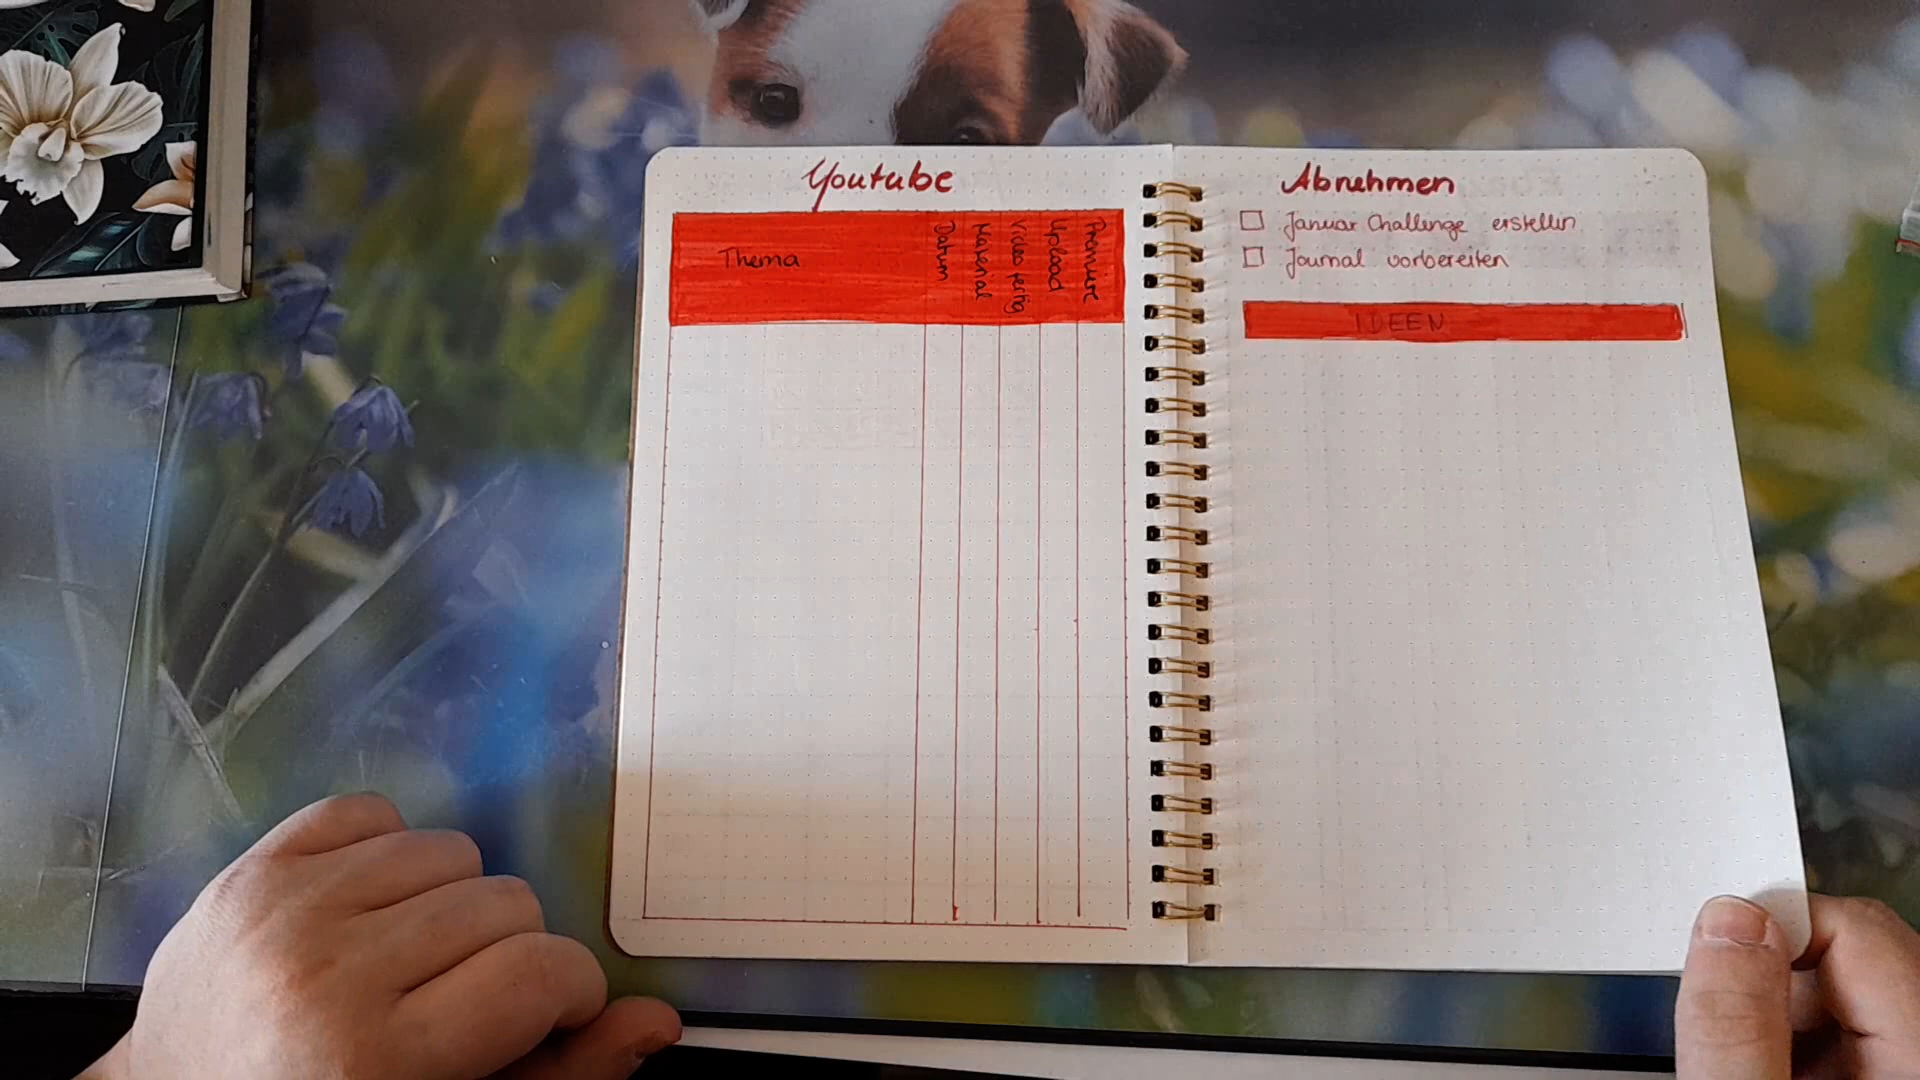 Youtube
Thema
Datum
Material
Video fertig
Upload
Premiere
Abnehmen
Januar Challenge erstellen
Journal vorbereiten
IDEEN